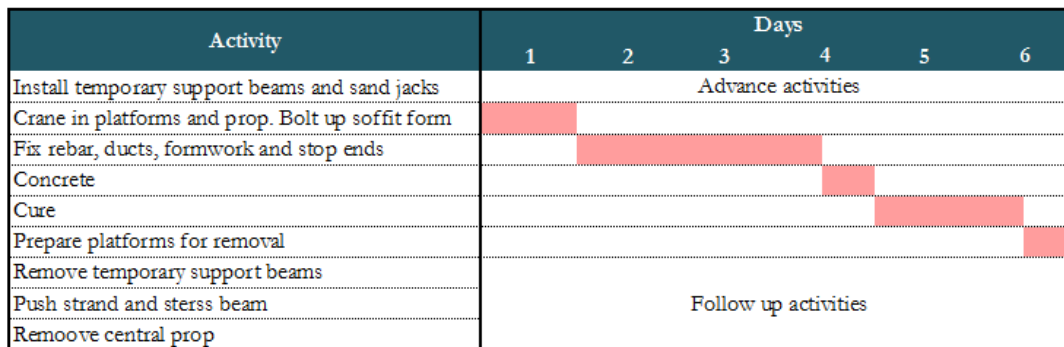 Activity
Days
1 2 3 4 5 6
Install temporary support beams and sand jacks
Advance activities
Crane in platforms and prop. Bolt up soffit form
Fix rebar, ducts, formwork and stop ends
Concrete
Cure
Prepare platforms for removal
Remove temporary support beams
Push strand and sterss beam
Follow up activities
Remoove central prop